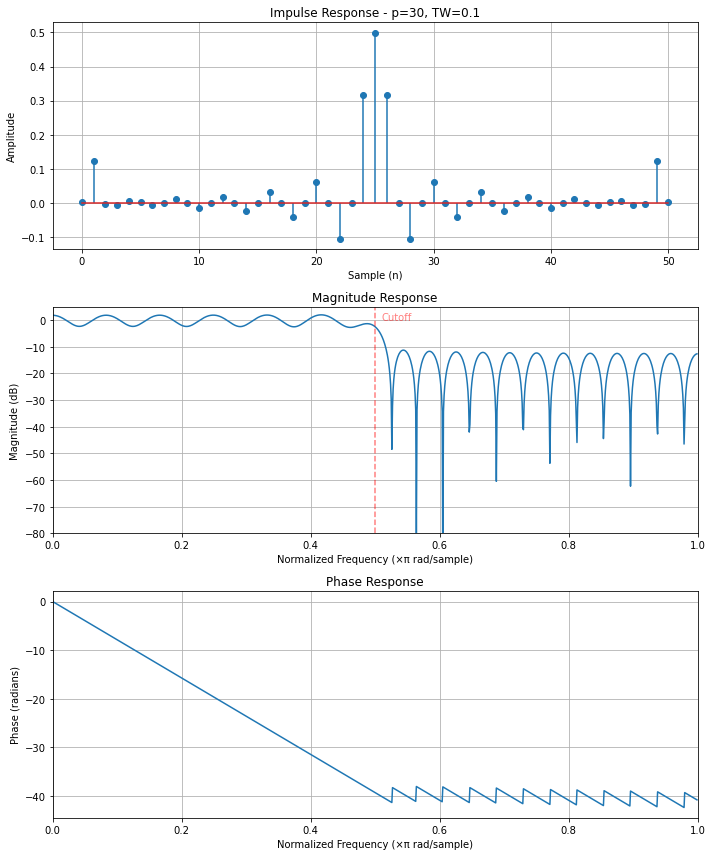 Impulse Response - p=30, TW=0.1
0.5
0.4
0.3
0.2
0.1
0.0
−0.1
Amplitude
0 10 20 30 40 50
Sample (n)
Magnitude Response
Cutoff
0
−10
−20
−30
−40
−50
−60
−70
−80
Magnitude (dB)
0.0 0.2 0.4 0.6 0.8 1.0
Normalized Frequency (×π rad/sample)
Phase Response
0
−10
−20
−30
−40
Phase (radians)
0.0 0.2 0.4 0.6 0.8 1.0
Normalized Frequency (×π rad/sample)